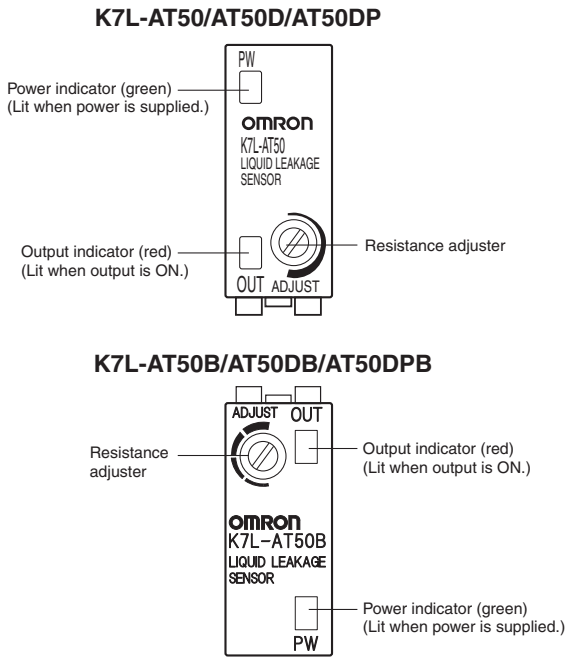 K7L-AT50/AT50D/AT50DP
PW
Power indicator (green)
(Lit when power is supplied.)
OMRON
K7L-AT50
LIQUID LEAKAGE
SENSOR
Output indicator (red)
(Lit when output is ON.)
Resistance adjuster
OUT ADJUST
K7L-AT50B/AT50DB/AT50DPB
ADJUST OUT
Resistance
adjuster
Output indicator (red)
(Lit when output is ON.)
OMRON
K7L-AT50B
LIQUID LEAKAGE
SENSOR
Power indicator (green)
(Lit when power is supplied.)
PW